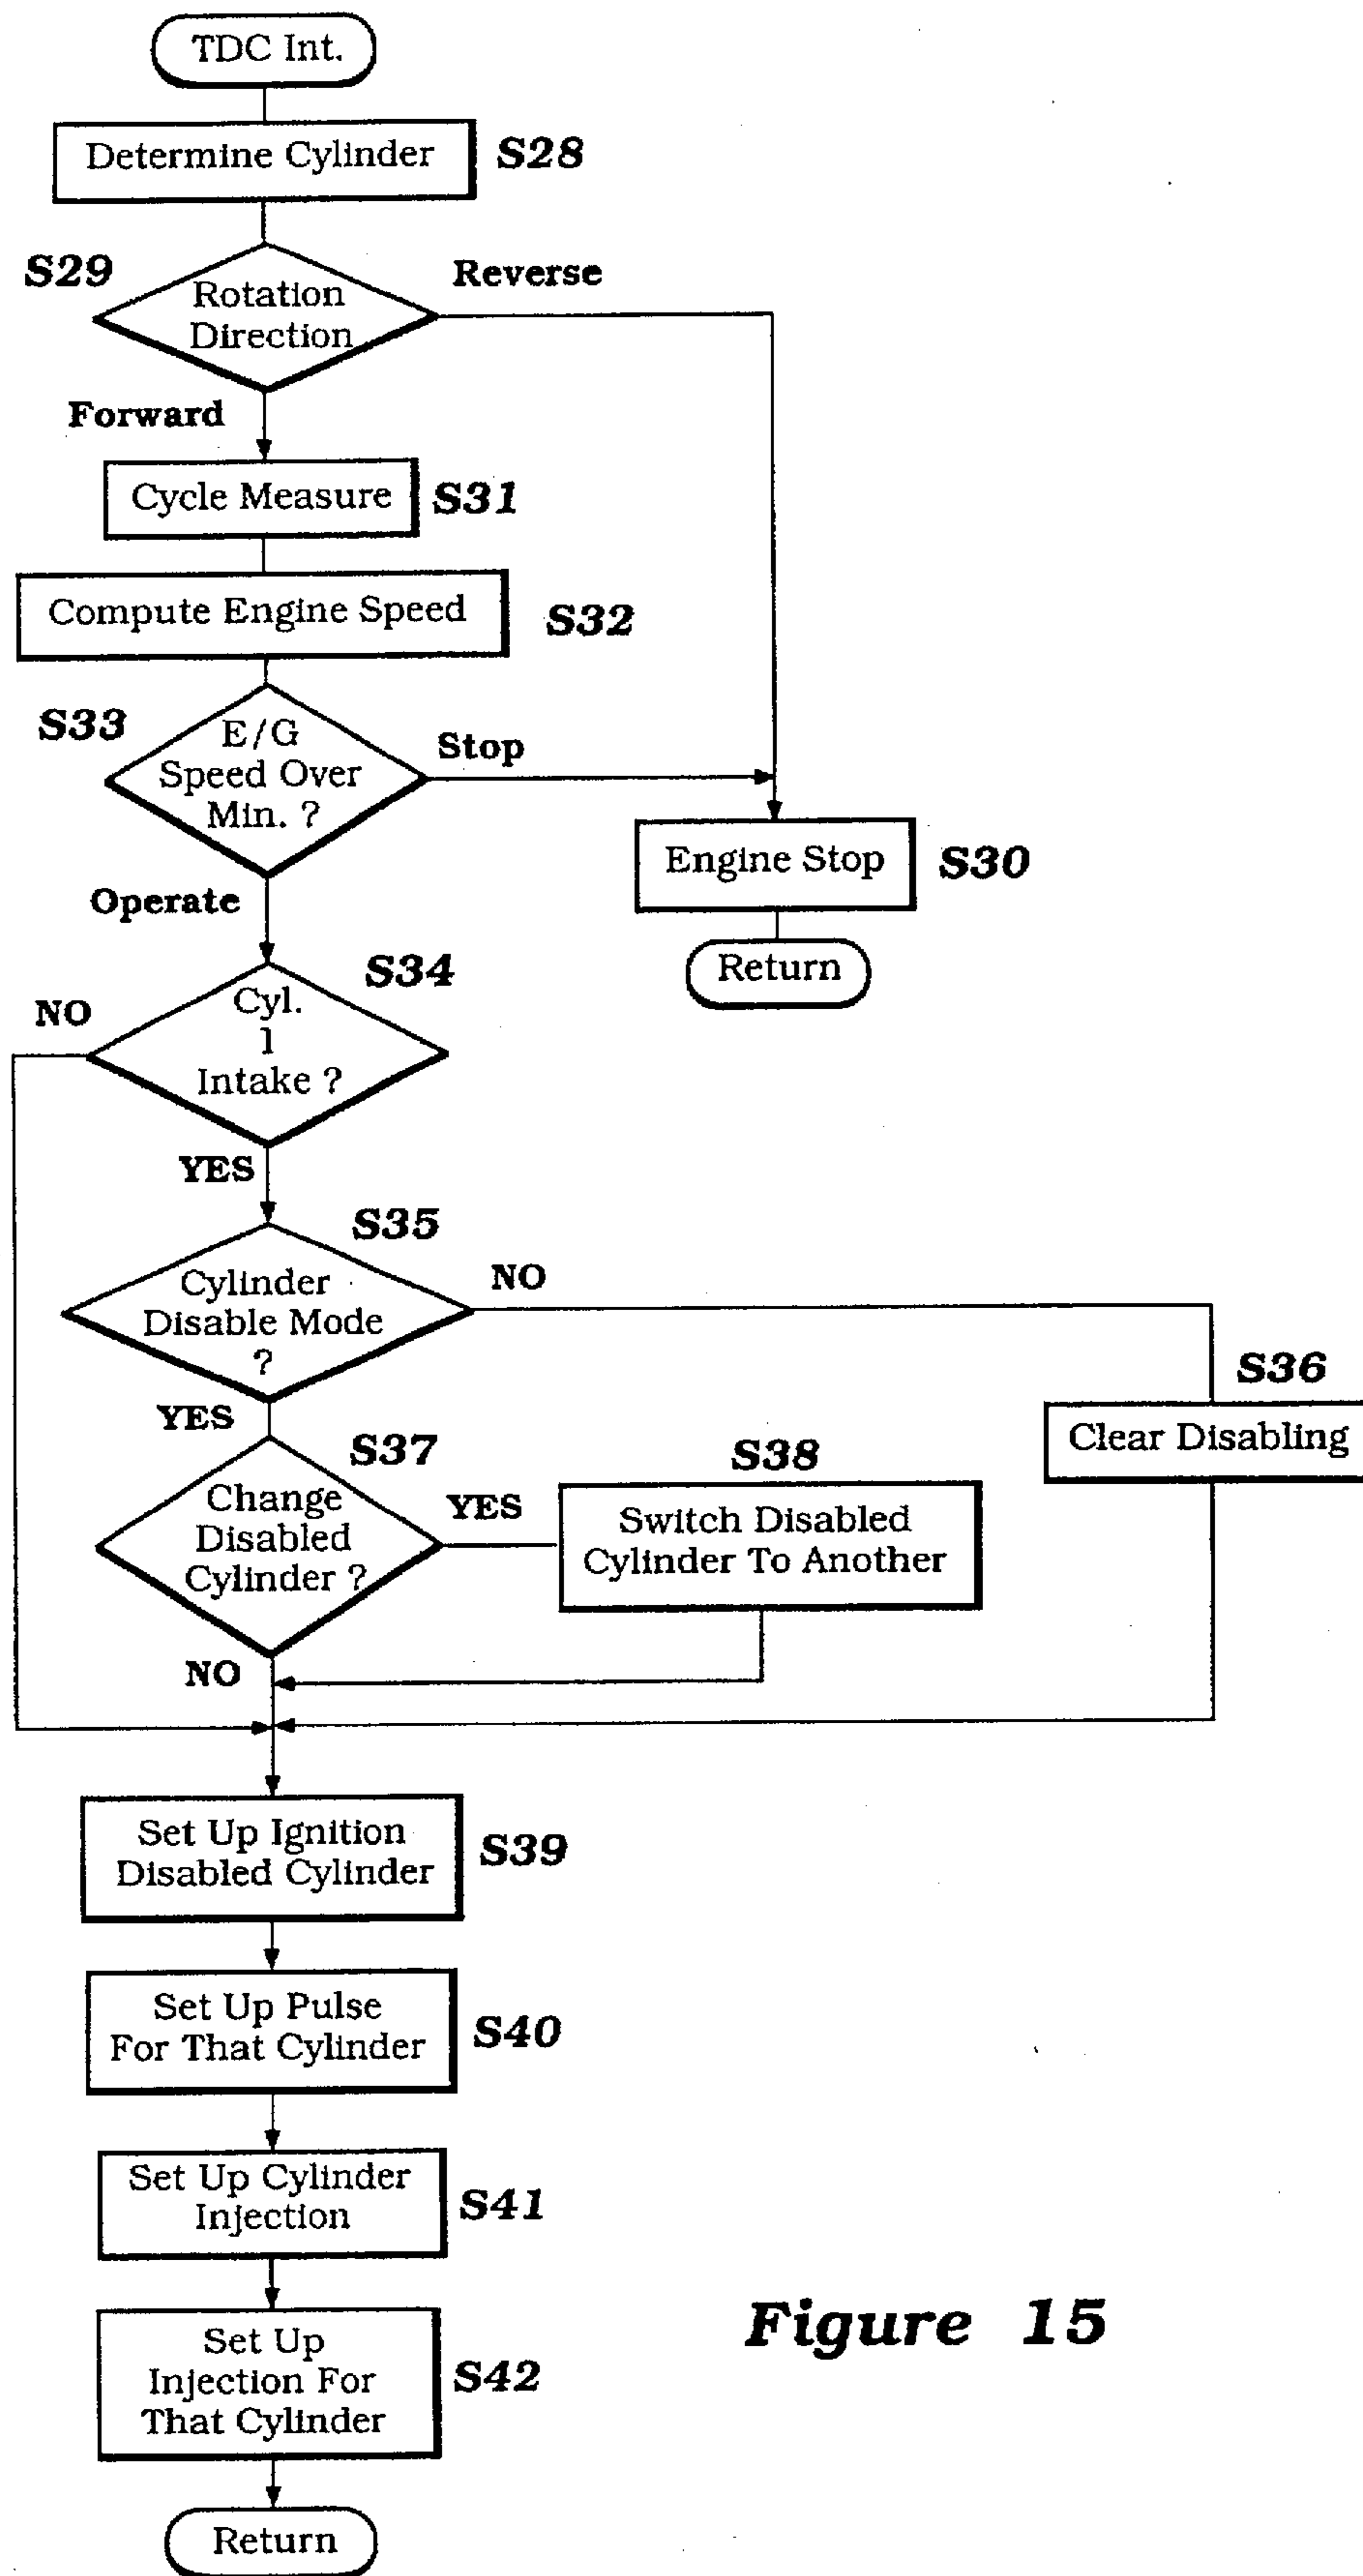 TDC Int.
Determine Cylinder
S28
S29
Rotation
Direction
Reverse
Forward
Cycle Measure
S31
Compute Engine Speed
S32
S33
E/G
Speed Over
Min. ?
Stop
Engine Stop
S30
Operate
Return
S34
NO
Cyl.
1
Intake ?
YES
S35
Cylinder
Disable Mode
?
NO
S36
Clear Disabling
YES
S37
Change
Disabled
Cylinder ?
YES
S38
Switch Disabled
Cylinder To Another
NO
Set Up Ignition
Disabled Cylinder
S39
Set Up Pulse
For That Cylinder
S40
Set Up Cylinder
Injection
S41
Set Up
Injection For
That Cylinder
S42
Figure 15
Return